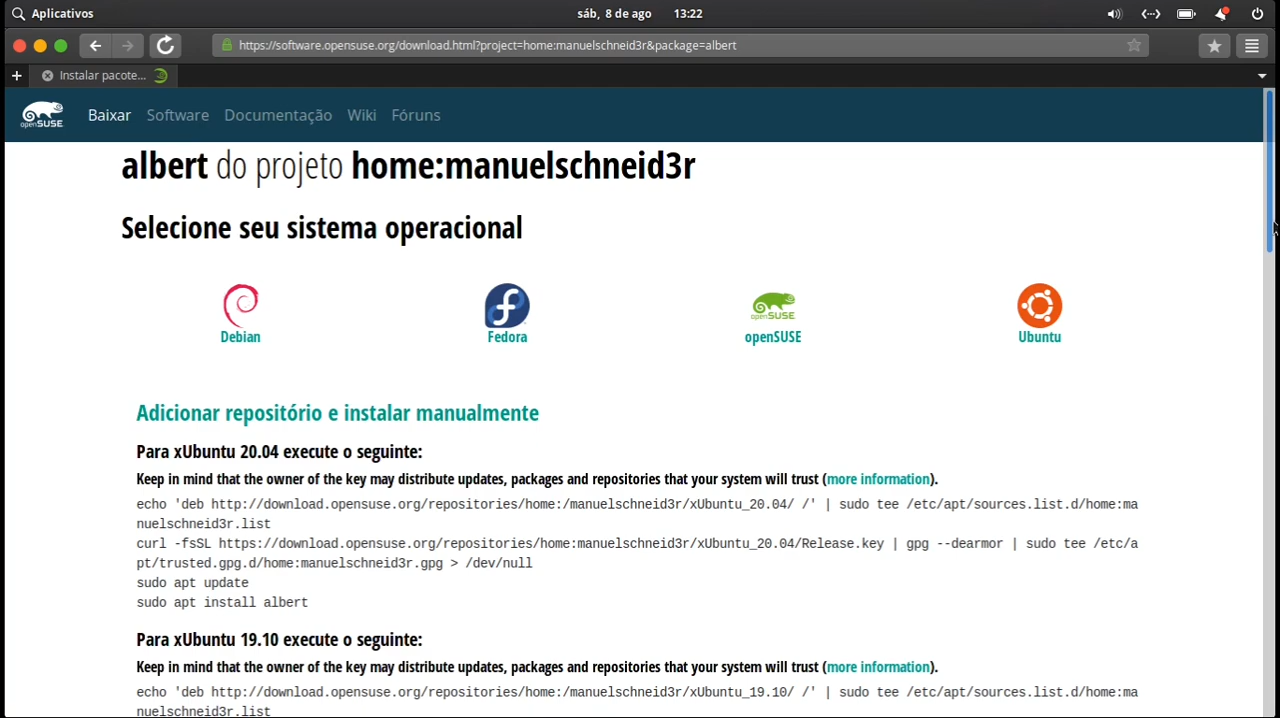 Aplicativos
sáb, 8 de ago 13:22
https://software.opensuse.org/download.html?project=home:manuelschneid3r&package=albert
Instalar pacote...
openSUSE Baixar Software Documentação Wiki Fóruns
albert do projeto home:manuelschneid3r
Selecione seu sistema operacional
openSUSE
Debian Fedora openSUSE Ubuntu
Adicionar repositório e instalar manualmente
Para xUbuntu 20.04 execute o seguinte:
Keep in mind that the owner of the key may distribute updates, packages and repositories that your system will trust (more information).
echo 'deb http://download.opensuse.org/repositories/home:/manuelschneid3r/xUbuntu_20.04/ /' | sudo tee /etc/apt/sources.list.d/home:ma
nuelschneid3r.list
curl -fsSL https://download.opensuse.org/repositories/home:manuelschneid3r/xUbuntu_20.04/Release.key | gpg --dearmor | sudo tee /etc/a
pt/trusted.gpg.d/home:manuelschneid3r.gpg > /dev/null
sudo apt update
sudo apt install albert
Para xUbuntu 19.10 execute o seguinte:
Keep in mind that the owner of the key may distribute updates, packages and repositories that your system will trust (more information).
echo 'deb http://download.opensuse.org/repositories/home:/manuelschneid3r/xUbuntu_19.10/ /' | sudo tee /etc/apt/sources.list.d/home:ma
nuelschneid3r.list